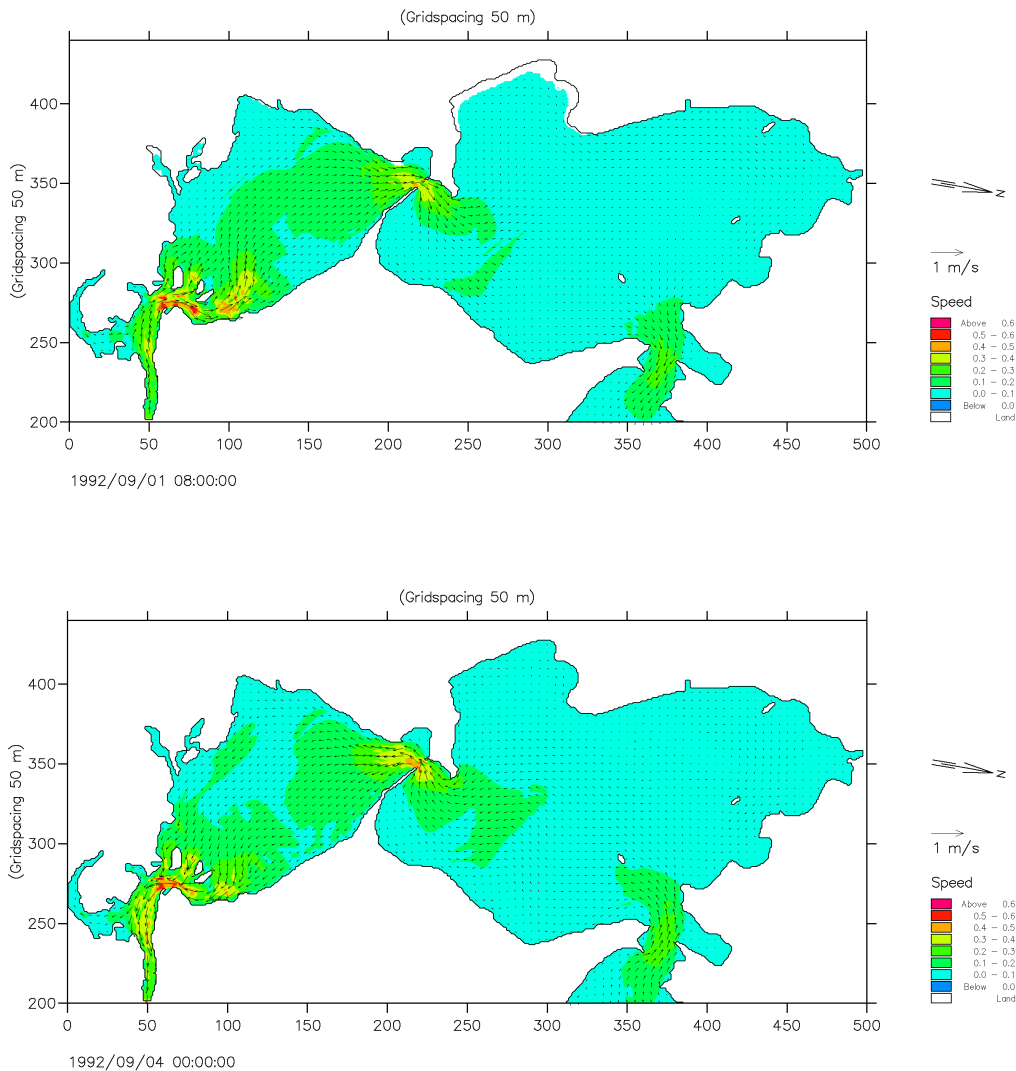 (Gridspacing 50 m)
(Gridspacing 50 m)
400
350
300
250
200
0 50 100 150 200 250 300 350 400 450 500
N
1 m/s
Speed
Above 0.6
0.5 - 0.6
0.4 - 0.5
0.3 - 0.4
0.2 - 0.3
0.1 - 0.2
0.0 - 0.1
Below 0.0
Land
1992/09/01 08:00:00
(Gridspacing 50 m)
(Gridspacing 50 m)
400
350
300
250
200
0 50 100 150 200 250 300 350 400 450 500
N
1 m/s
Speed
Above 0.6
0.5 - 0.6
0.4 - 0.5
0.3 - 0.4
0.2 - 0.3
0.1 - 0.2
0.0 - 0.1
Below 0.0
Land
1992/09/04 00:00:00